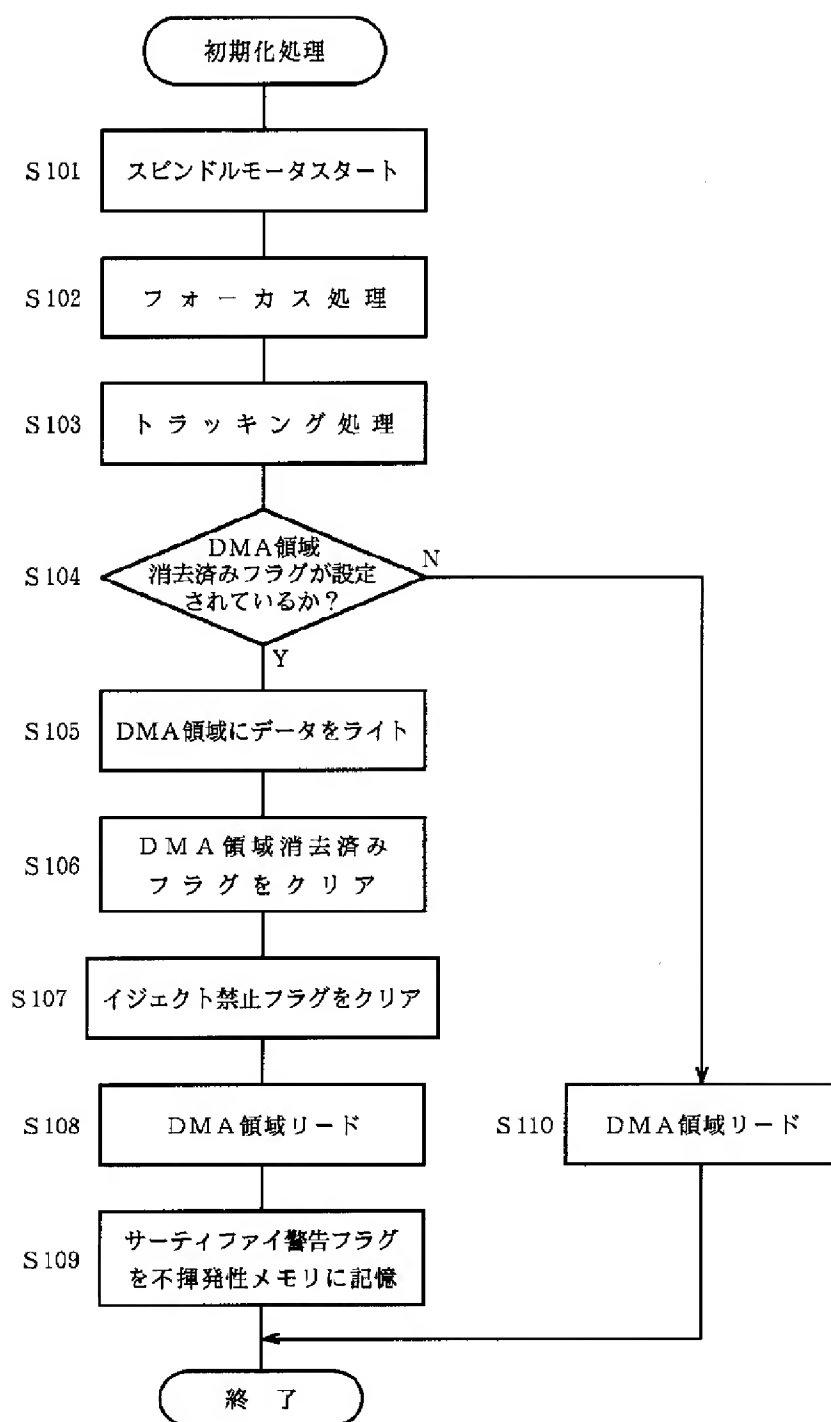 初期化処理
S101
スピンドルモータスタート
S102
フォーカス処理
S103
トラッキング処理
S104
DMA領域
消去済みフラグが設定
されているか？
N
Y
S105
DMA領域にデータをライト
S106
DMA領域消去済み
フラグをクリア
S107
イジェクト禁止フラグをクリア
S108
DMA領域リード
S110
DMA領域リード
S109
サーティファイ警告フラグ
を不揮発性メモリに記憶
終了